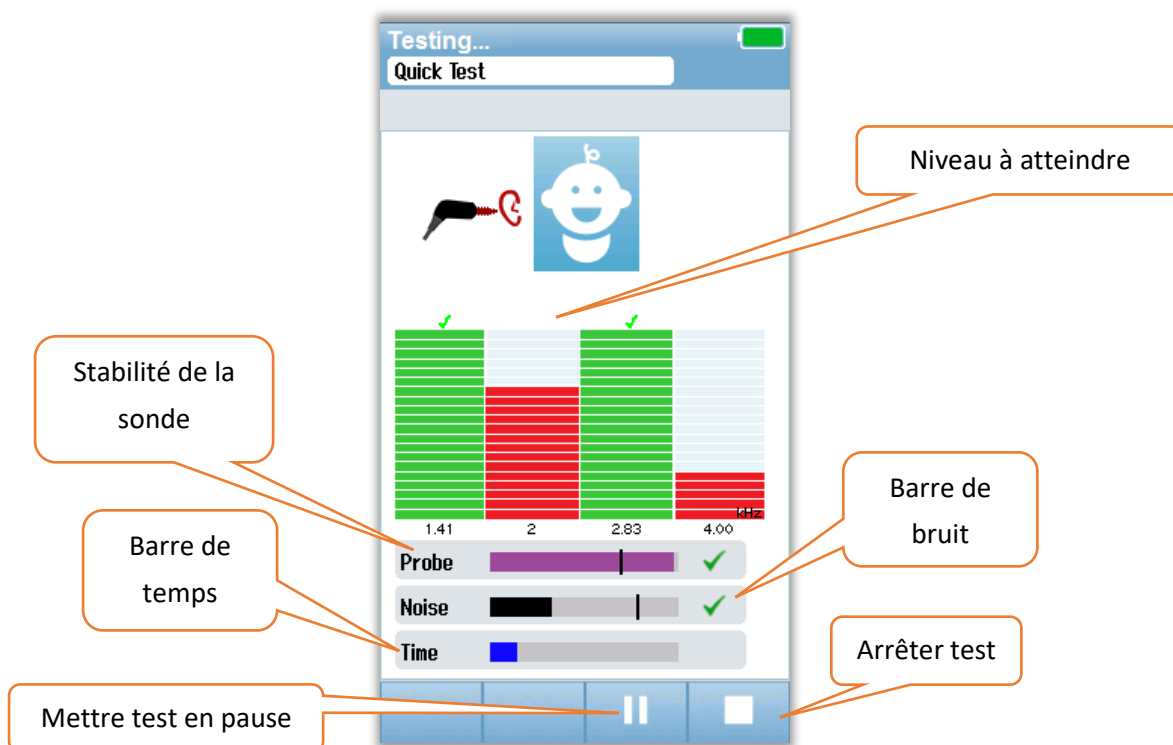 Testing...
Quick Test
Niveau à atteindre
Stabilité de la
sonde
kHz
1.41 2 2.83 4.00
Barre de
bruit
Barre de
temps
Probe
Noise
Time
Arrêter test
Mettre test en pause